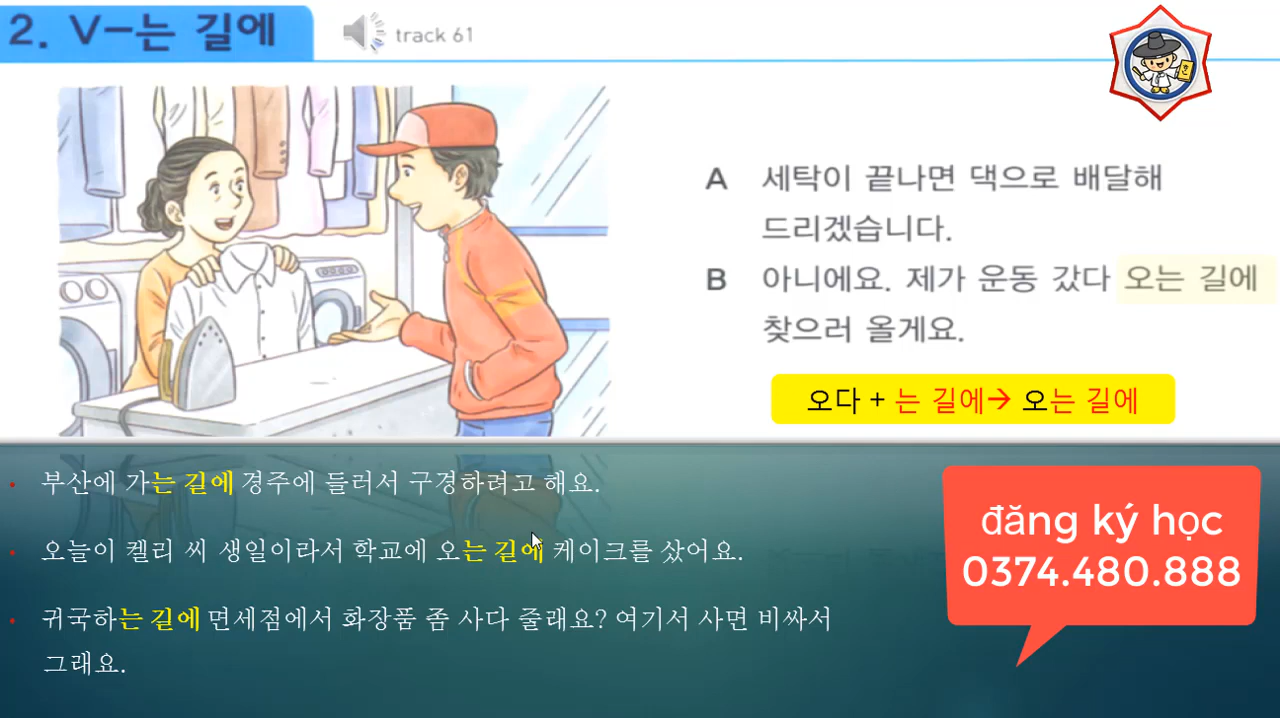 2. V-는 길에
track 61
A 세탁이 끝나면 댁으로 배달해
드리겠습니다.
B 아니에요. 제가 운동 갔다 오는 길에
찾으러 올게요.
오다 + 는 길에→ 오는 길에
• 부산에 가는 길에 경주에 들러서 구경하려고 해요.
• 오늘이 켈리 씨 생일이라서 학교에 오는 길에 케이크를 샀어요.
• 귀국하는 길에 면세점에서 화장품 좀 사다 줄래요? 여기서 사면 비싸서
그래요.
đăng ký học
0374.480.888